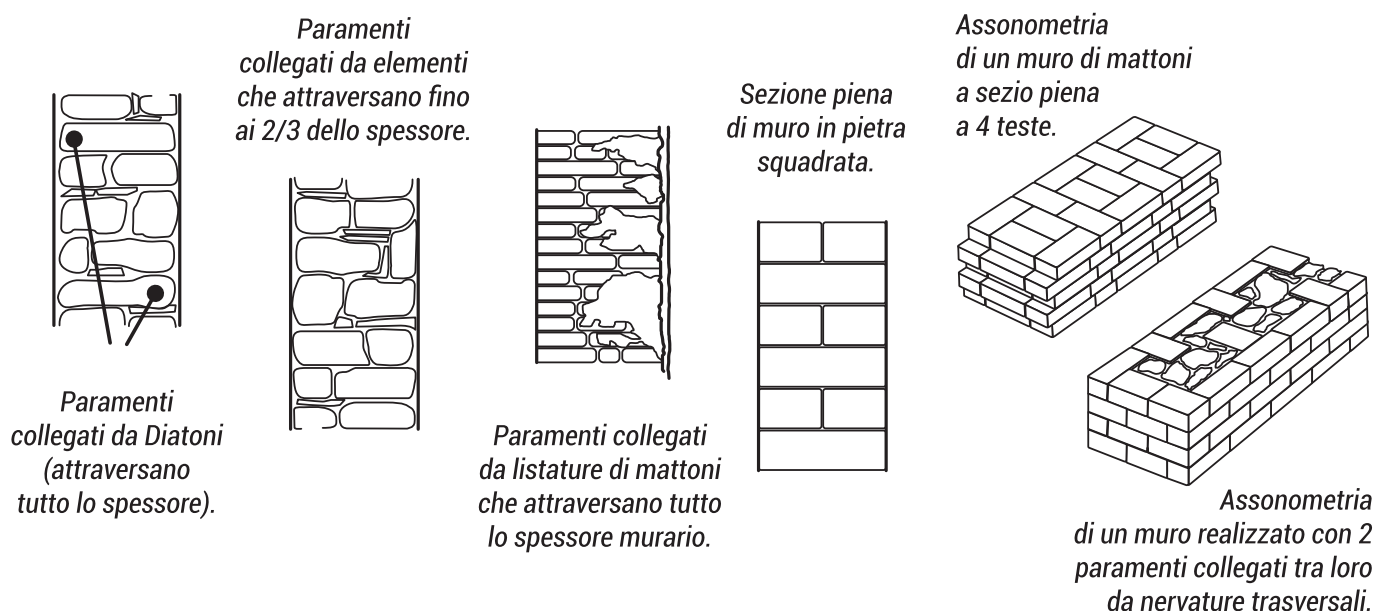 Paramenti
collegati da elementi
che attraversano fino
ai 2/3 dello spessore.
Assonometria
di un muro di mattoni
a sezio piena
a 4 teste.
Sezione piena
di muro in pietra
squadrata.
Paramenti
collegati da Diatoni
(attraversano
tutto lo spessore).
Paramenti collegati
da listature di mattoni
che attraversano tutto
lo spessore murario.
Assonometria
di un muro realizzato con 2
paramenti collegati tra loro
da nervature trasversali.